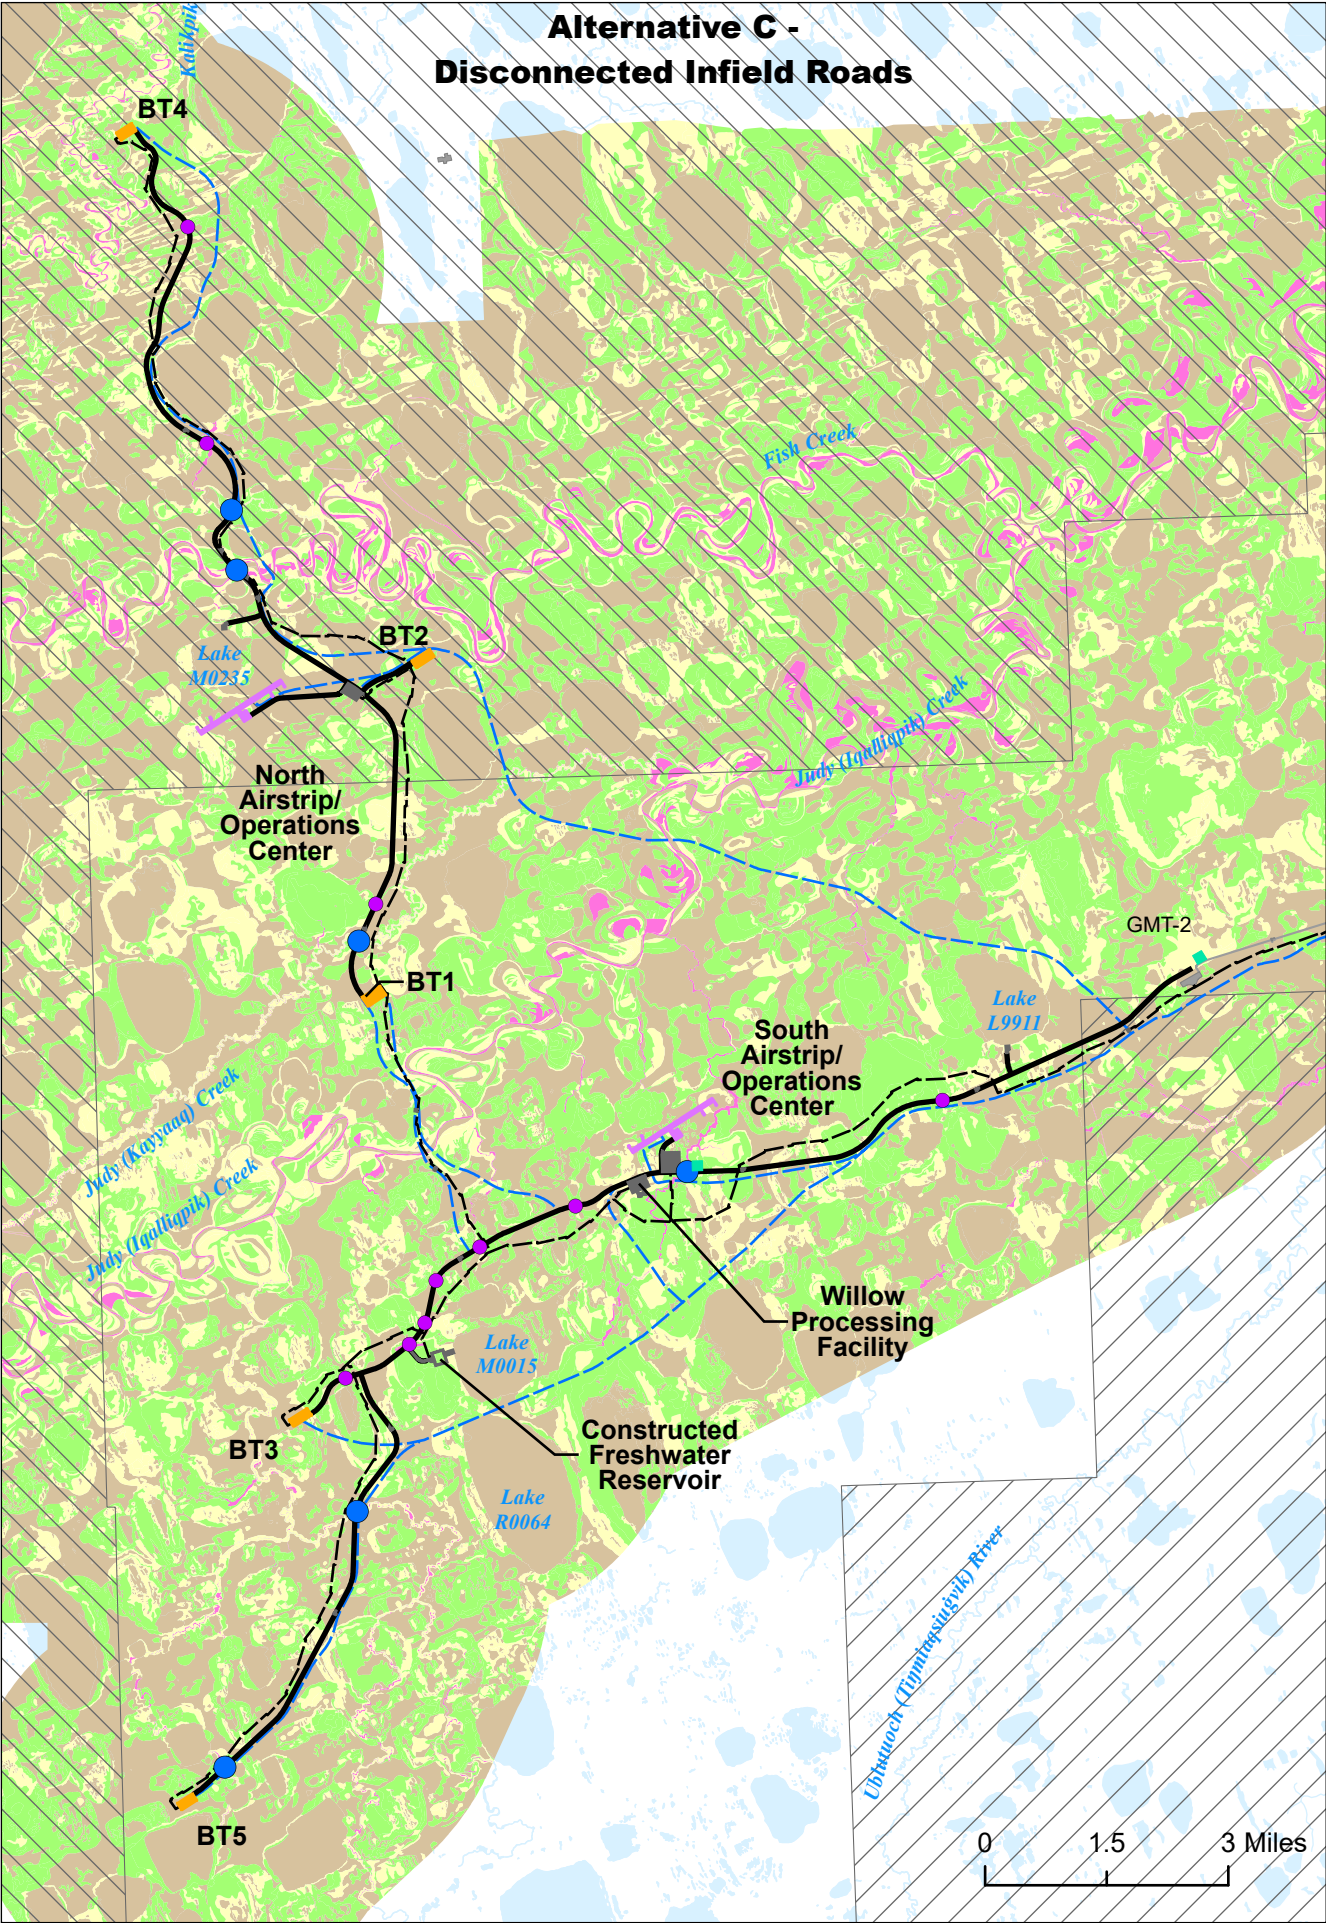 Alternative C -
Disconnected Infield Roads
Kalikpik
BT4
Fish Creek
BT2
Lake
M0235
Judy (Iqalliqpik) Creek
North
Airstrip/
Operations
Center
GMT-2
BT1
Lake
L9911
South
Airstrip/
Operations
Center
Judy (Kayyaaq) Creek
Judy (Iqalliqpik) Creek
Willow
Processing
Facility
Lake
M0015
Constructed
Freshwater
Reservoir
BT3
Lake
R0064
Ublutuoch (Tiŋmiaqsiuġvik) River
BT5
0 1.5 3 Miles